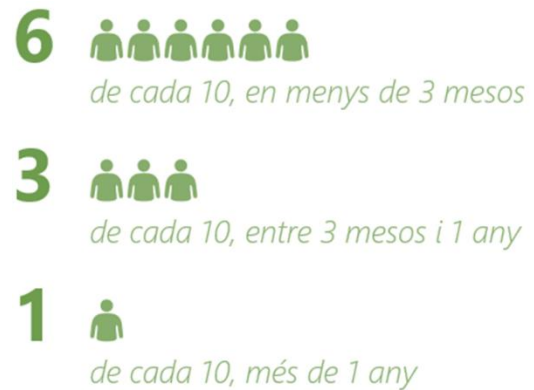 6
de cada 10, en menys de 3 mesos
3
de cada 10, entre 3 mesos i 1 any
1
de cada 10, més de 1 any